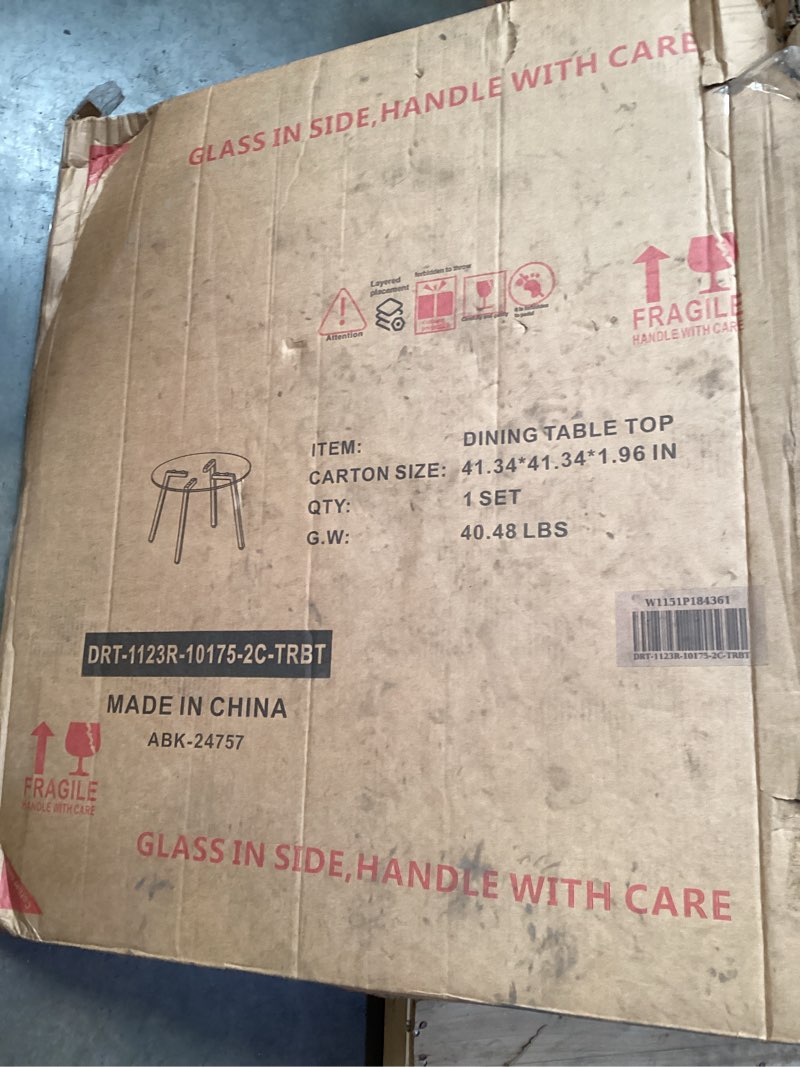 GLASS IN SIDE,HANDLE WITH CARE
Layered
placement
forbidden to throw
Attention
FRAGILE
HANDLE WITH CARE
ITEM: DINING TABLE TOP
CARTON SIZE: 41.34*41.34*1.96 IN
QTY: 1 SET
G.W: 40.48 LBS
W1151P184361
DRT-1123R-10175-2C-TRBT
DRT-1123R-10175-2C-TRBT
MADE IN CHINA
ABK-24757
FRAGILE
HANDLE WITH CARE
GLASS IN SIDE,HANDLE WITH CARE